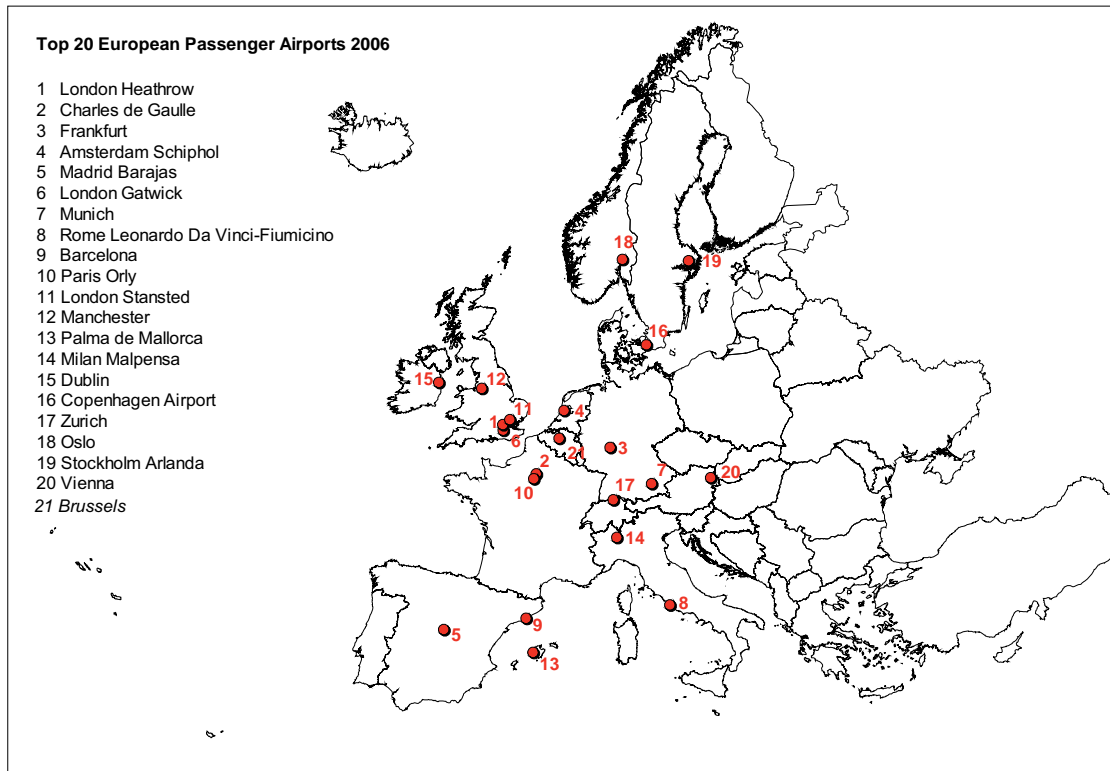 Top 20 European Passenger Airports 2006
1 London Heathrow
2 Charles de Gaulle
3 Frankfurt
4 Amsterdam Schiphol
5 Madrid Barajas
6 London Gatwick
7 Munich
8 Rome Leonardo Da Vinci-Fiumicino
9 Barcelona
10 Paris Orly
11 London Stansted
12 Manchester
13 Palma de Mallorca
14 Milan Malpensa
15 Dublin
16 Copenhagen Airport
17 Zurich
18 Oslo
19 Stockholm Arlanda
20 Vienna
21 Brussels
18
19
16
15
12
11
4
1
6
21
3
2
7
20
10
17
14
8
9
5
13